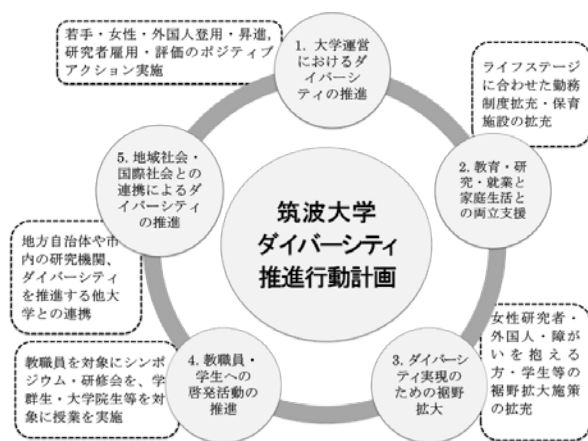 若手・女性・外国人登用・昇進,
研究者雇用・評価のポジティブ
アクション実施
1. 大学運営
におけるダ
イバーシ
ティの推進
ライフステージ
に合わせた勤務
制度拡充・保育
施設の拡充
2. 教育・研
究・就業と
家庭生活と
の両立支援
5. 地域社会・
国際社会との
連携によるダ
イバーシティ
の推進
筑波大学
ダイバーシティ
推進行動計画
地方自治体や市
内の研究機関、
ダイバーシティ
を推進する他大
学との連携
女性研究者・
外国人・障が
いを抱える
方・学生等の
裾野拡大施策
の拡充
3. ダイバー
シティ実現の
ための裾野
拡大
4. 教職員・
学生への
啓発活動の
推進
教職員を対象にシンポ
ジウム・研修会を、学
群生・大学院生等を対
象に授業を実施